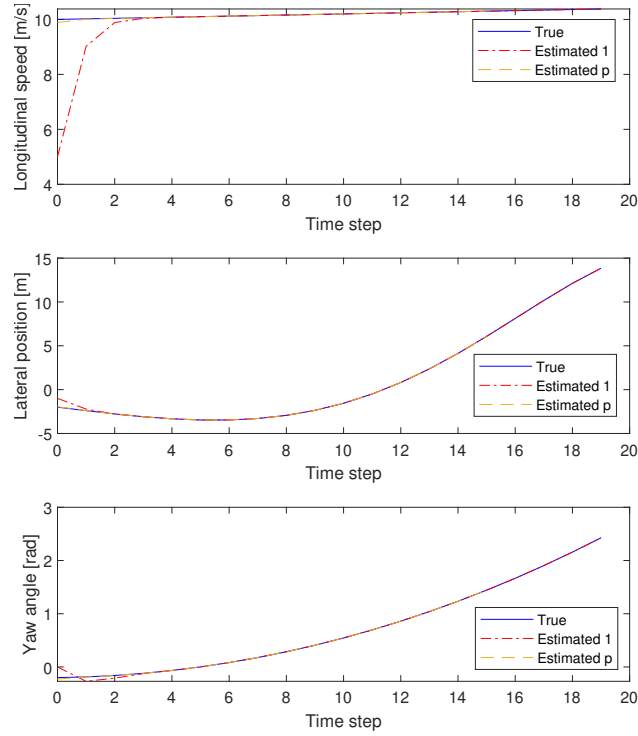 Longitudinal speed [m/s]
10
8
6
4
True
Estimated 1
Estimated p
0 2 4 6 8 10 12 14 16 18 20
Time step
Lateral position [m]
15
10
5
0
-5
True
Estimated 1
Estimated p
0 2 4 6 8 10 12 14 16 18 20
Time step
Yaw angle [rad]
3
2
1
0
True
Estimated 1
Estimated p
0 2 4 6 8 10 12 14 16 18 20
Time step